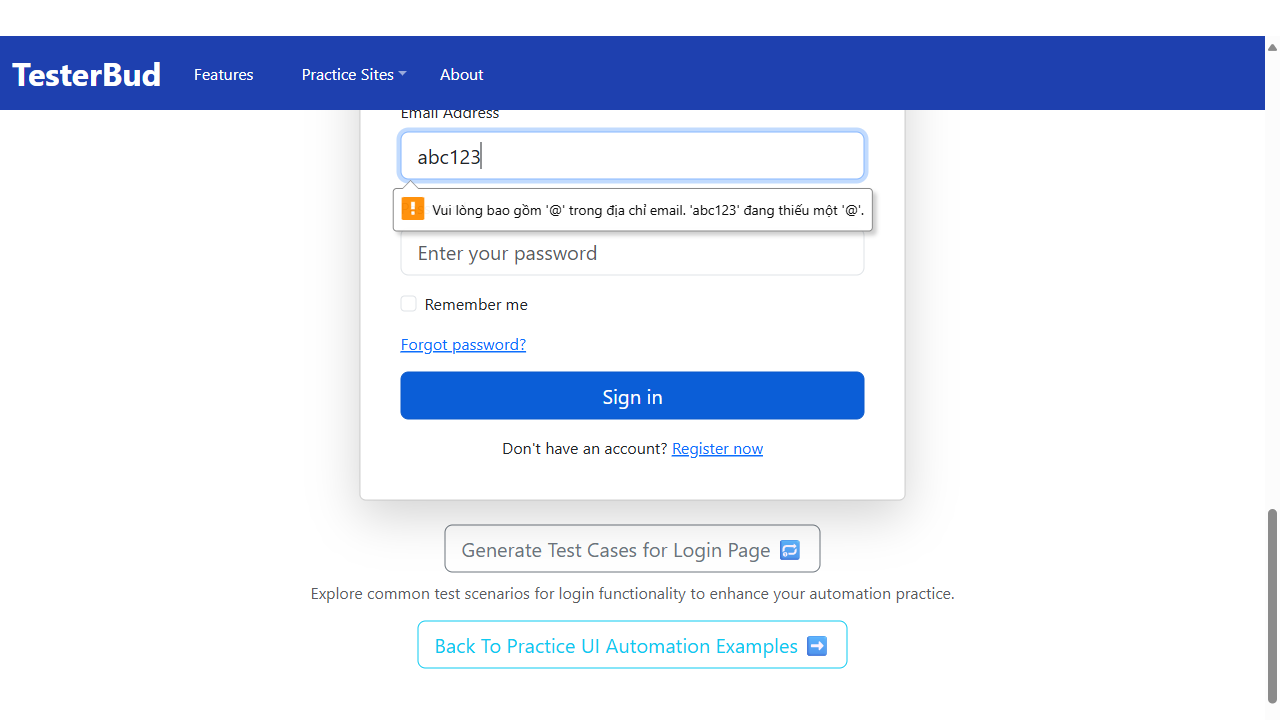 TesterBud Features Practice Sites About
Email Address
abc123
Vui lòng bao gồm '@' trong địa chỉ email. 'abc123' đang thiếu một '@'.
Enter your password
Remember me
Forgot password?
Sign in
Don't have an account? Register now
Generate Test Cases for Login Page
Explore common test scenarios for login functionality to enhance your automation practice.
Back To Practice UI Automation Examples